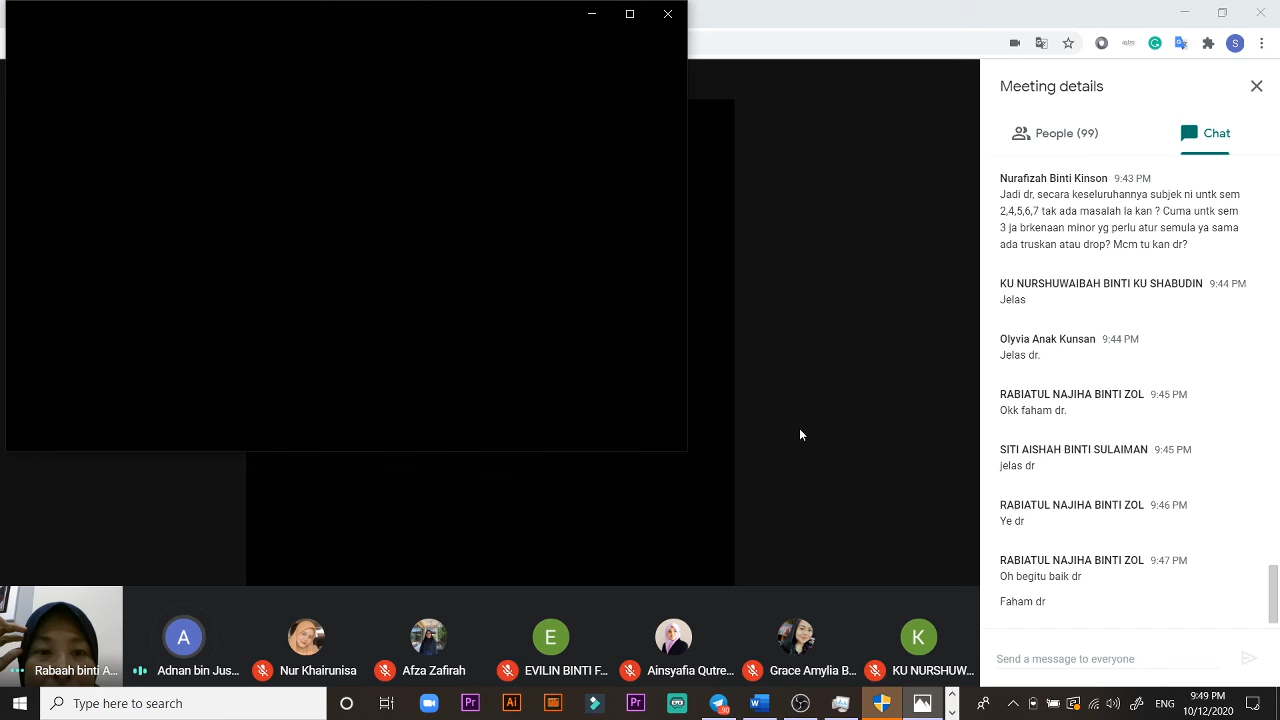 Meeting details
People (99)
Chat
Nurafizah Binti Kinson 9:43 PM
Jadi dr, secara keseluruhannya subjek ni untk sem
2,4,5,6,7 tak ada masalah la kan ? Cuma untk sem
3 ja brkenaan minor yg perlu atur semula ya sama
ada truskan atau drop? Mcm tu kan dr?
KU NURSHUWAIBAH BINTI KU SHABUDIN 9:44 PM
Jelas
Olyvia Anak Kunsan 9:44 PM
Jelas dr.
RABIATUL NAJIHA BINTI ZOL 9:45 PM
Okk faham dr.
SITI AISHAH BINTI SULAIMAN 9:45 PM
jelas dr
RABIATUL NAJIHA BINTI ZOL 9:46 PM
Ye dr
RABIATUL NAJIHA BINTI ZOL 9:47 PM
Oh begitu baik dr
Faham dr
Send a message to everyone
S
A
E
K
Rabaah binti A...
Adnan bin Jus...
Nur Khairunisa
Afza Zafirah
EVILIN BINTI F...
Ainsyafia Qutre...
Grace Amylia B...
KU NURSHUW...
Type here to search
Pr
Ai
Pr
90
W
ENG
9:49 PM
10/12/2020